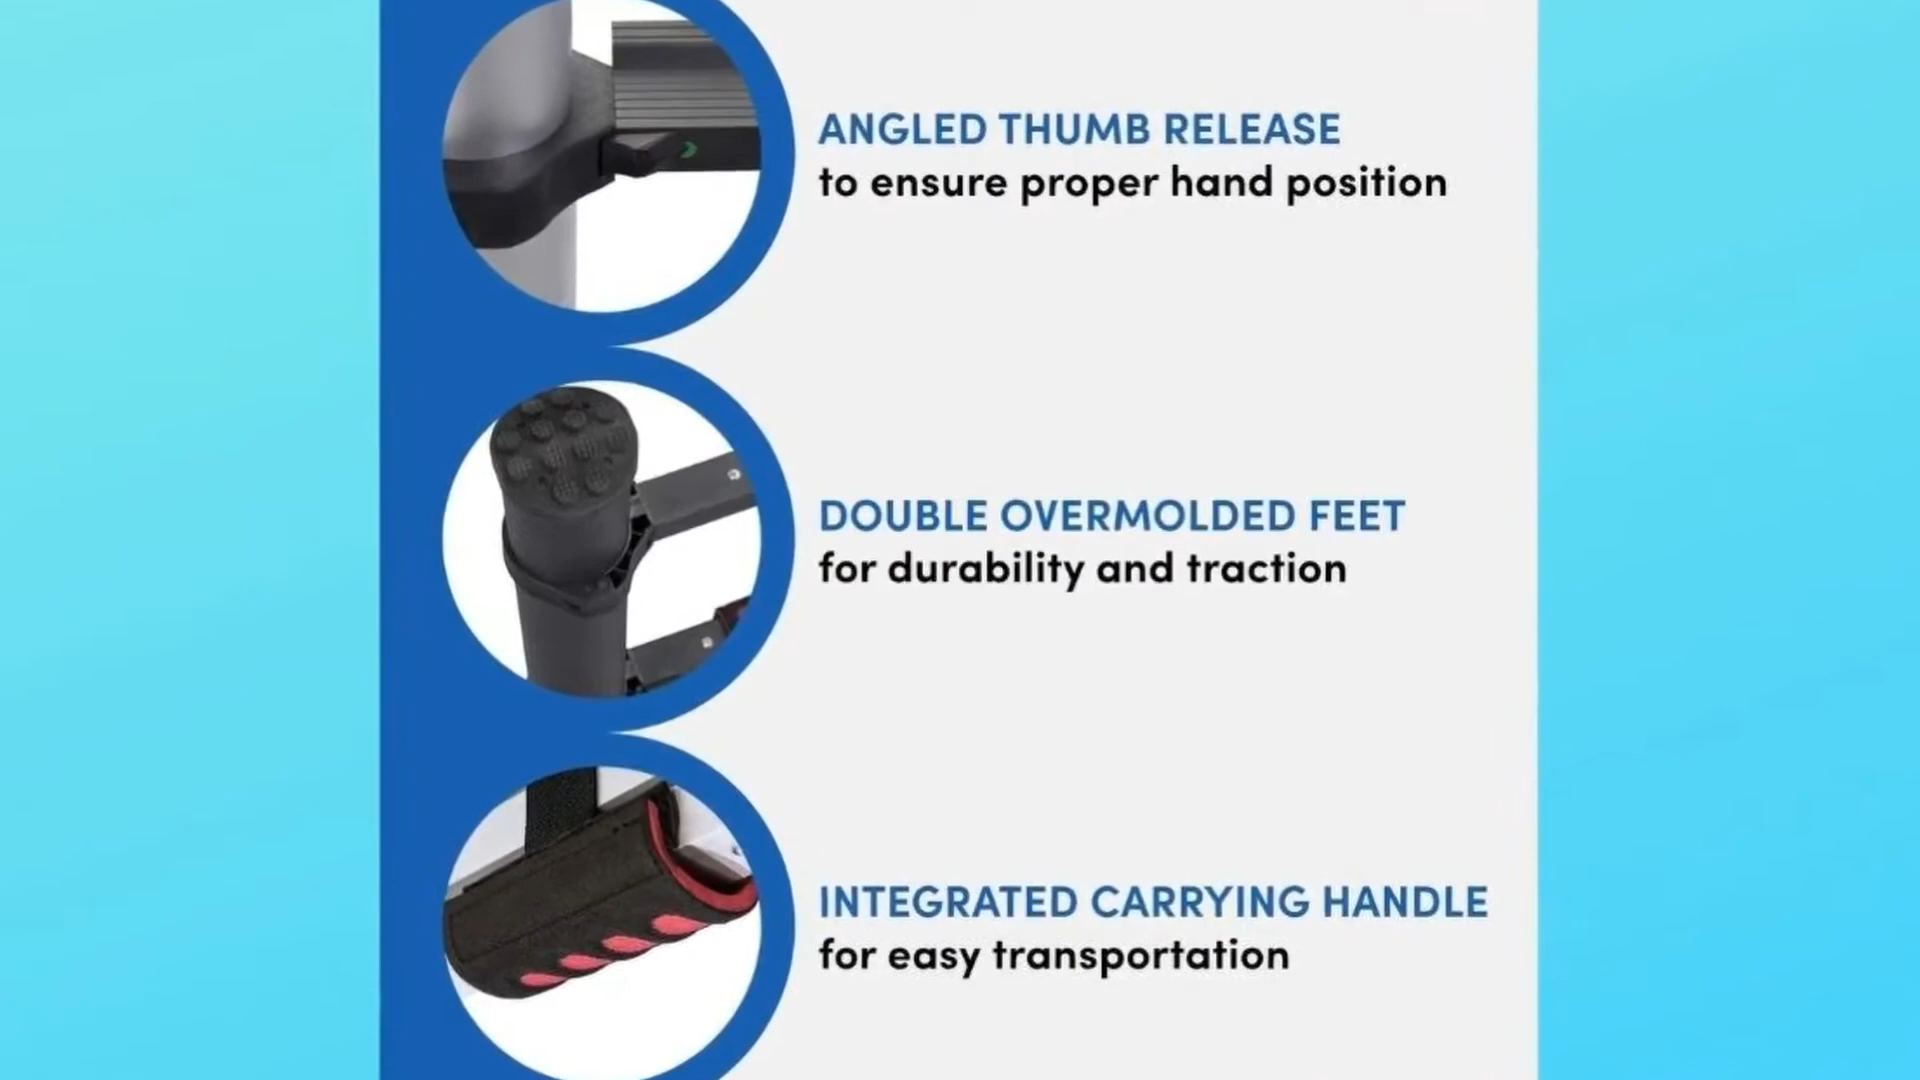 ANGLED THUMB RELEASE
to ensure proper hand position
DOUBLE OVERMOLDED FEET
for durability and traction
INTEGRATED CARRYING HANDLE
for easy transportation